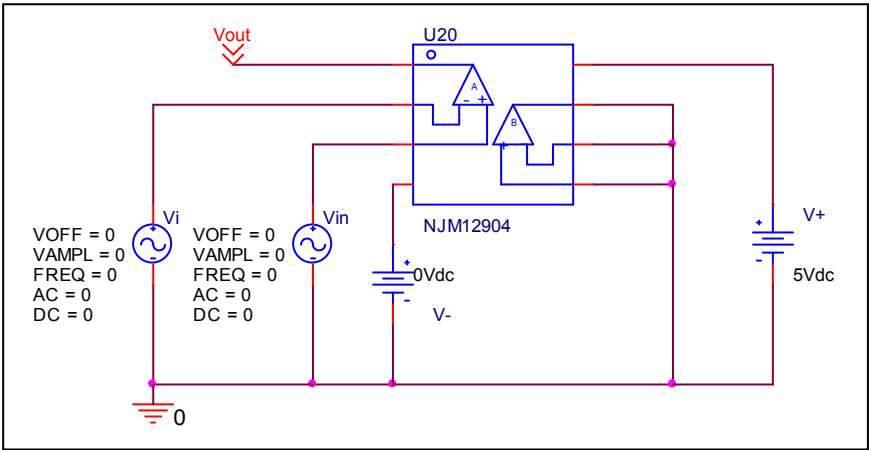 Vout
U20
A
- +
B
+
NJM12904
Vi
VOFF = 0
VAMPL = 0
FREQ = 0
AC = 0
DC = 0
+
-
Vin
VOFF = 0
VAMPL = 0
FREQ = 0
AC = 0
DC = 0
+
-
+
0Vdc
-
V-
V+
+
-
5Vdc
0